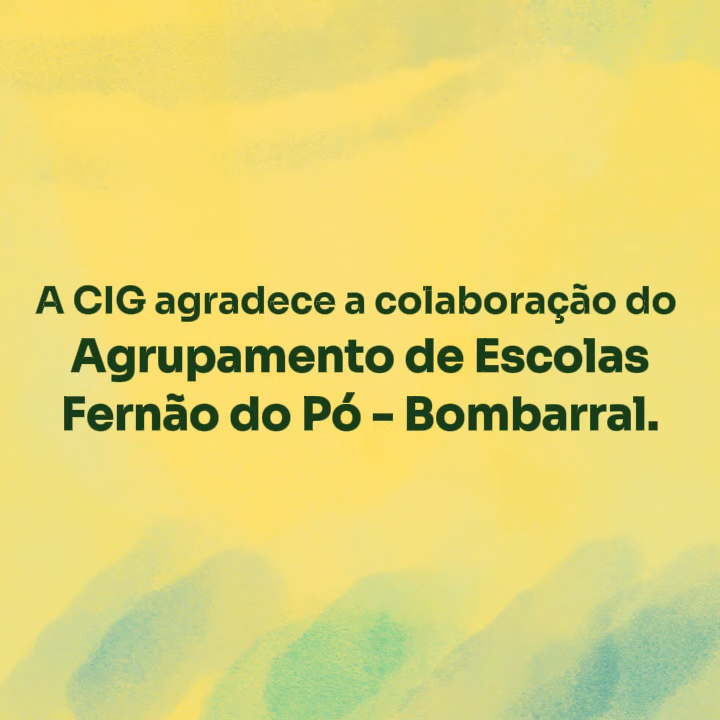 A CIG agradece a colaboração do
Agrupamento de Escolas
Fernão do Pó - Bombarral.